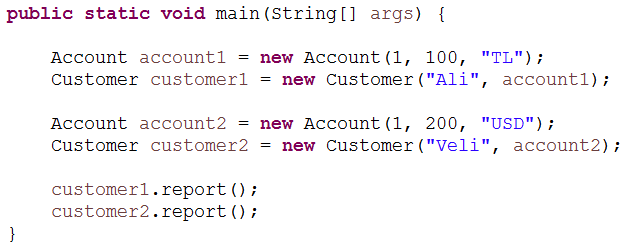 public static void main(String[] args) {
Account account1 = new Account(1, 100, "TL");
Customer customer1 = new Customer("Ali", account1);
Account account2 = new Account(1, 200, "USD");
Customer customer2 = new Customer("Veli", account2);
customer1.report();
customer2.report();
}